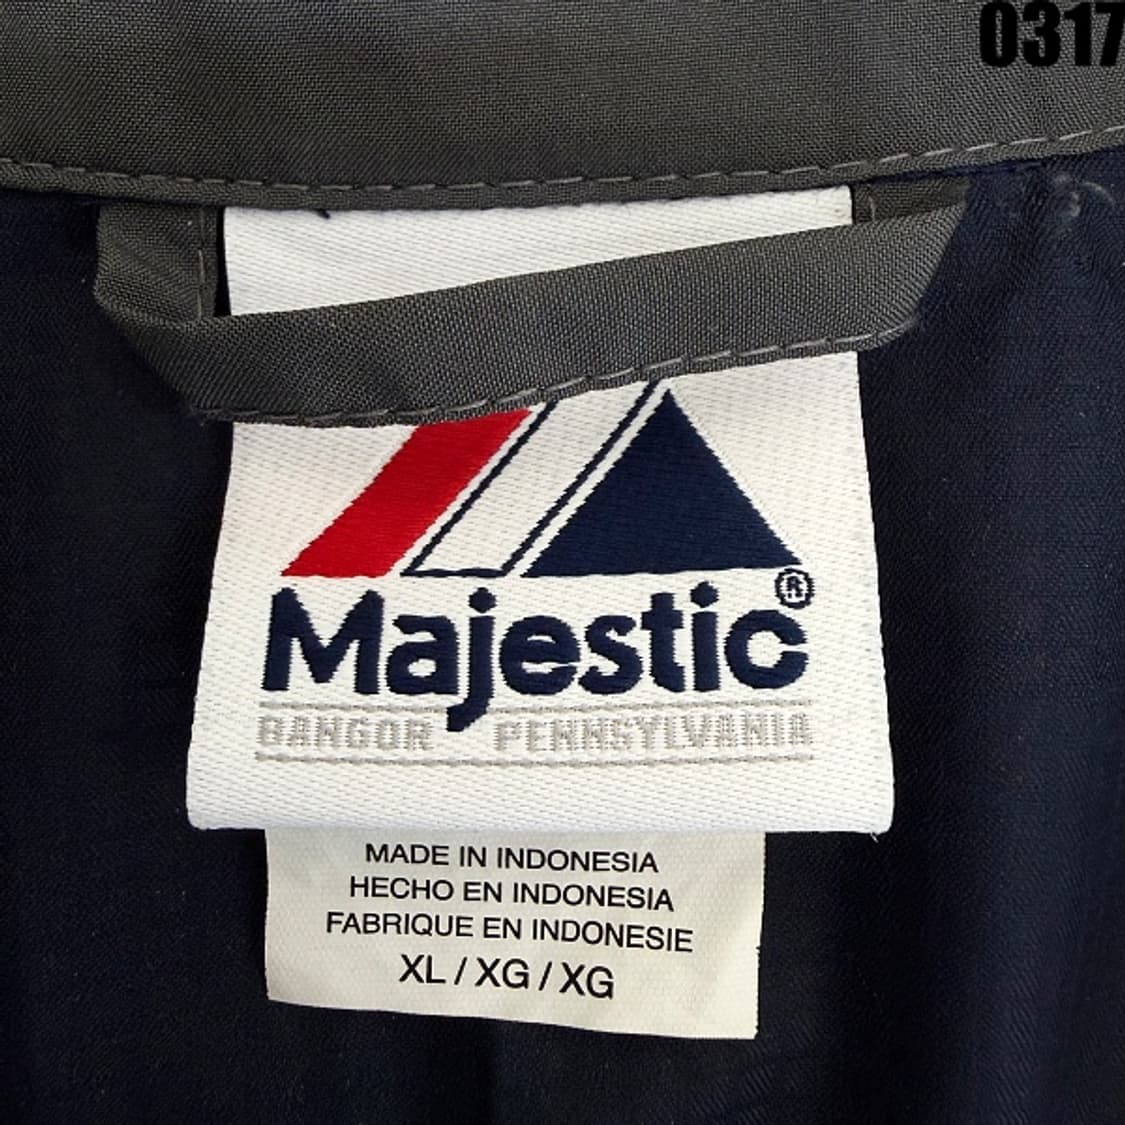 0317
Majestic®
BANGOR PENNSYLVANIA
MADE IN INDONESIA
HECHO EN INDONESIA
FABRIQUE EN INDONESIE
XL / XG / XG